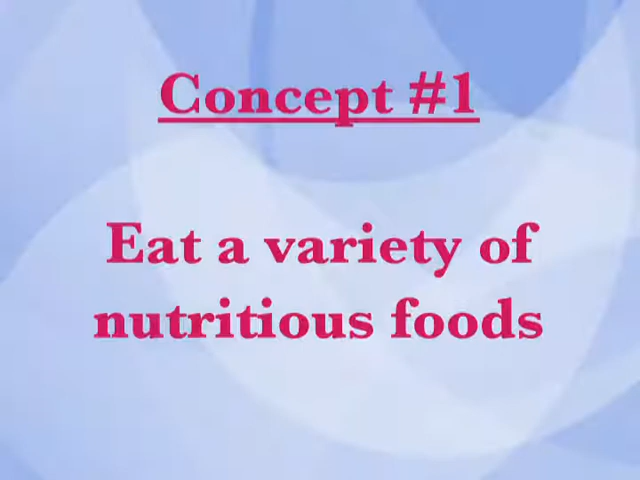 Concept #1
Eat a variety of
nutritious foods